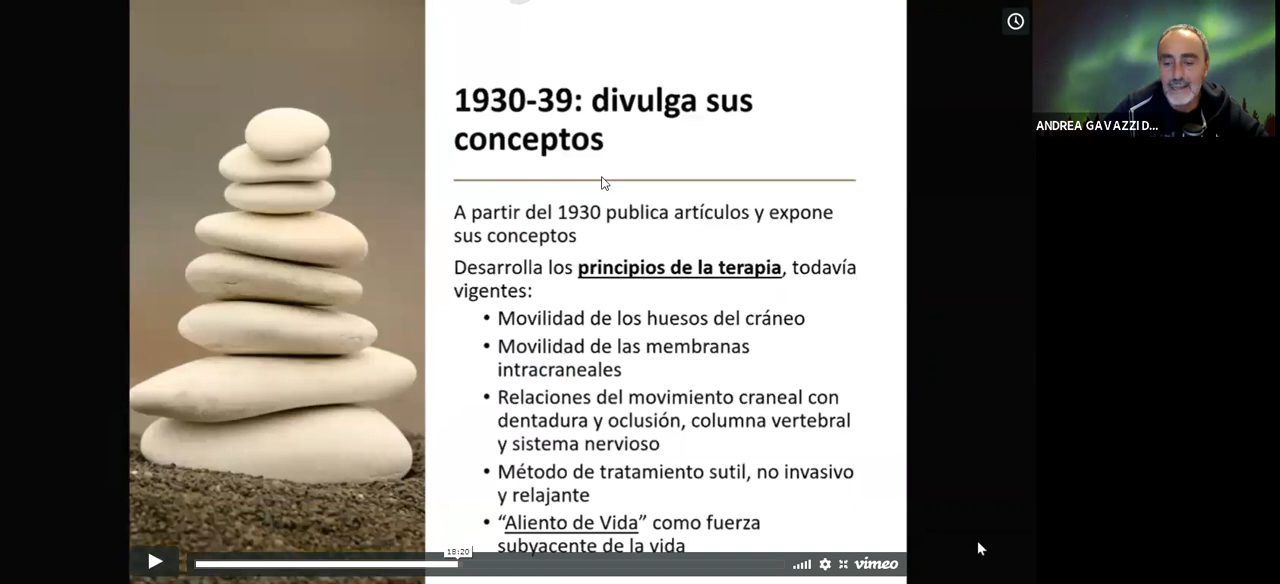 1930-39: divulga sus
conceptos
A partir del 1930 publica artículos y expone
sus conceptos
Desarrolla los principios de la terapia, todavía
vigentes:
• Movilidad de los huesos del cráneo
• Movilidad de las membranas
intracraneales
• Relaciones del movimiento craneal con
dentadura y oclusión, columna vertebral
y sistema nervioso
• Método de tratamiento sutil, no invasivo
y relajante
• “Aliento de Vida” como fuerza
subyacente de la vida
18:20
vimeo
ANDREA GAVAZZI D...